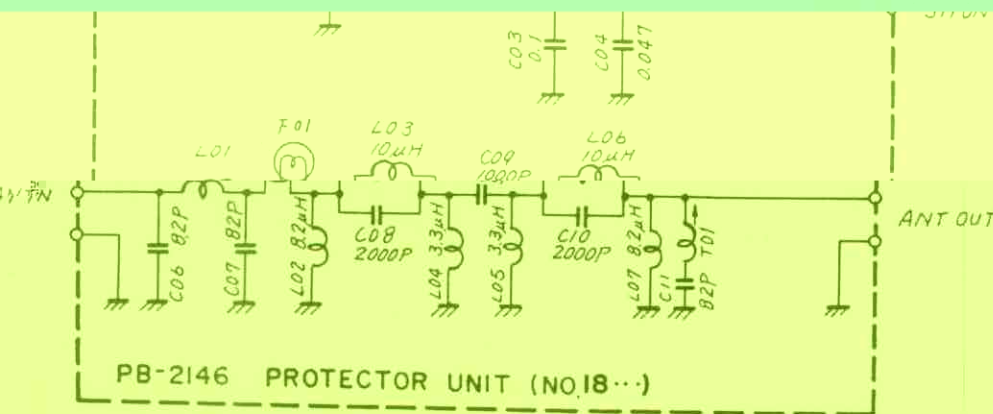 C03
0.1
C04
0.047
L01
F01
L03
10μH
C09
1000P
L06
10μH
C06
82P
C07
82P
L02 8.2μH
C08
2000P
L04 3.3μH
L05 3.3μH
C10
2000P
L07 8.2μH
C11
82P T01
ANT OUT
PB-2146 PROTECTOR UNIT (NO.18···)